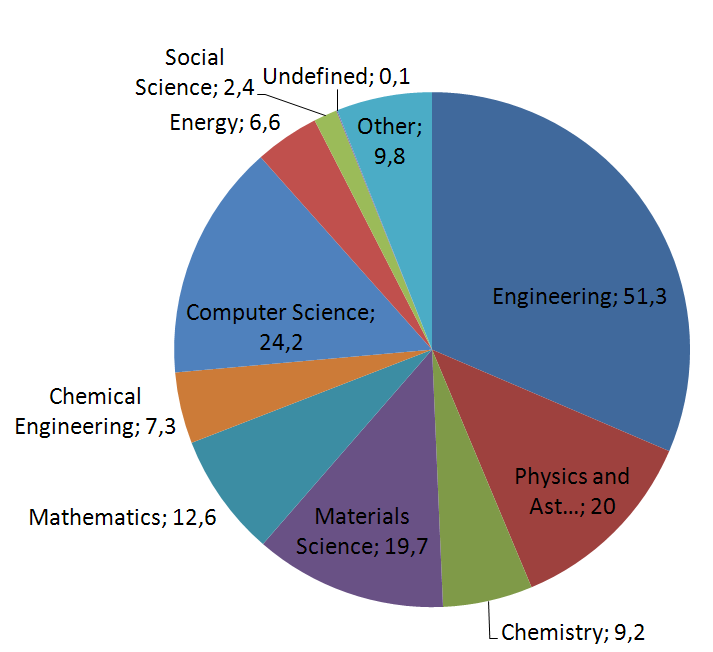 Social
Science; 2,4
Undefined; 0,1
Energy; 6,6
Other;
9,8
Engineering; 51,3
Computer Science;
24,2
Chemical
Engineering; 7,3
Physics and
Ast...; 20
Mathematics; 12,6
Materials
Science; 19,7
Chemistry; 9,2